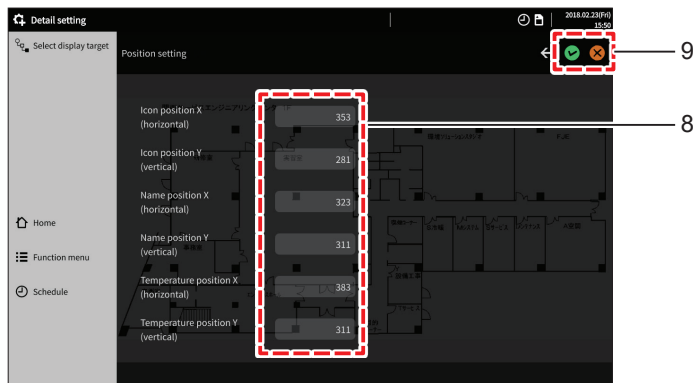 Detail setting
2018.02.23(Fri)
15:50
Select display target
Position setting
9
Icon position X
(horizontal)
353
8
Icon position Y
(vertical)
281
Name position X
(horizontal)
323
Home
Name position Y
(vertical)
311
Function menu
Temperature position X
(horizontal)
383
Schedule
Temperature position Y
(vertical)
311